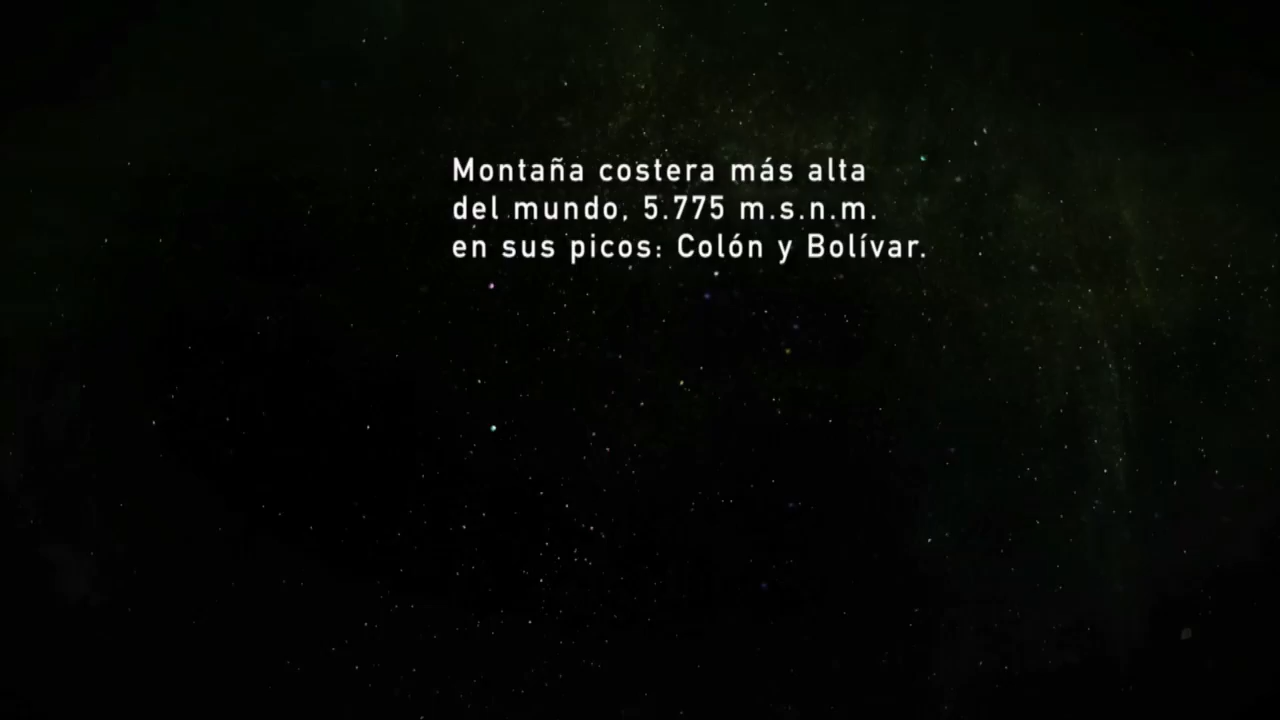 Montaña costera más alta
del mundo, 5.775 m.s.n.m.
en sus picos: Colón y Bolívar.